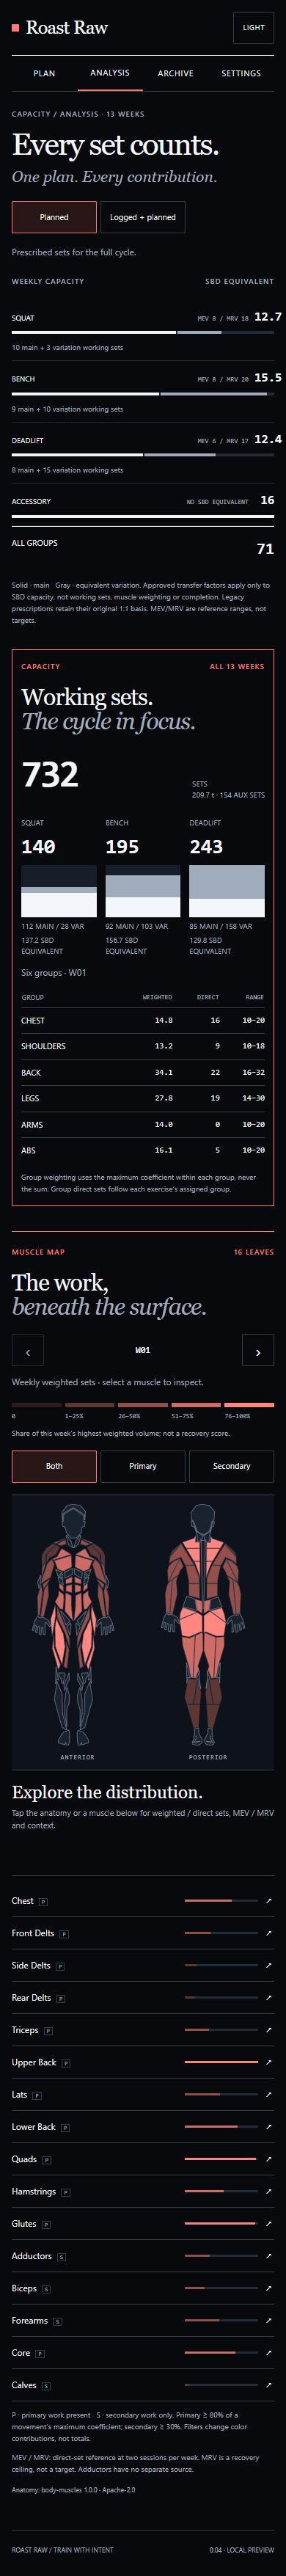 Roast Raw
LIGHT
PLAN
ANALYSIS
ARCHIVE
SETTINGS
CAPACITY / ANALYSIS · 13 WEEKS
Every set counts.
One plan. Every contribution.
Planned
Logged + planned
Prescribed sets for the full cycle.
WEEKLY CAPACITY
SBD EQUIVALENT
SQUAT
MEV 8 / MRV 18 12.7
10 main + 3 variation working sets
BENCH
MEV 8 / MRV 20 15.5
9 main + 10 variation working sets
DEADLIFT
MEV 6 / MRV 17 12.4
8 main + 15 variation working sets
ACCESSORY
NO SBD EQUIVALENT 16
ALL GROUPS
71
Solid · main Gray · equivalent variation. Approved transfer factors apply only to
SBD capacity, not working sets, muscle weighting or completion. Legacy
prescriptions retain their original 1:1 basis. MEV/MRV are reference ranges, not
targets.
CAPACITY
ALL 13 WEEKS
Working sets.
The cycle in focus.
732
SETS
209.7 t · 154 AUX SETS
SQUAT
BENCH
DEADLIFT
140
195
243
112 MAIN / 28 VAR
92 MAIN / 103 VAR
85 MAIN / 158 VAR
137.2 SBD
EQUIVALENT
156.7 SBD
EQUIVALENT
129.8 SBD
EQUIVALENT
Six groups · W01
GROUP WEIGHTED DIRECT RANGE
CHEST 14.8 16 10–20
SHOULDERS 13.2 9 10–18
BACK 34.1 22 16–32
LEGS 27.8 19 14–30
ARMS 14.0 0 10–20
ABS 16.1 5 10–20
Group weighting uses the maximum coefficient within each group, never
the sum. Group direct sets follow each exercise's assigned group.
MUSCLE MAP
16 LEAVES
The work,
beneath the surface.
‹
W01
›
Weekly weighted sets · select a muscle to inspect.
0 1–25% 26–50% 51–75% 76–100%
Share of this week's highest weighted volume; not a recovery score.
Both
Primary
Secondary
ANTERIOR
POSTERIOR
Explore the distribution.
Tap the anatomy or a muscle below for weighted / direct sets, MEV / MRV
and context.
Chest P ↗
Front Delts P ↗
Side Delts P ↗
Rear Delts P ↗
Triceps P ↗
Upper Back P ↗
Lats P ↗
Lower Back P ↗
Quads P ↗
Hamstrings P ↗
Glutes P ↗
Adductors S ↗
Biceps S ↗
Forearms S ↗
Core P ↗
Calves S ↗
P · primary work present S · secondary work only. Primary ≥ 80% of a
movement's maximum coefficient; secondary ≥ 30%. Filters change color
contributions, not totals.
MEV / MRV: direct-set reference at two sessions per week. MRV is a recovery
ceiling, not a target. Adductors have no separate source.
Anatomy: body-muscles 1.0.0 · Apache-2.0
ROAST RAW / TRAIN WITH INTENT
0.04 · LOCAL PREVIEW